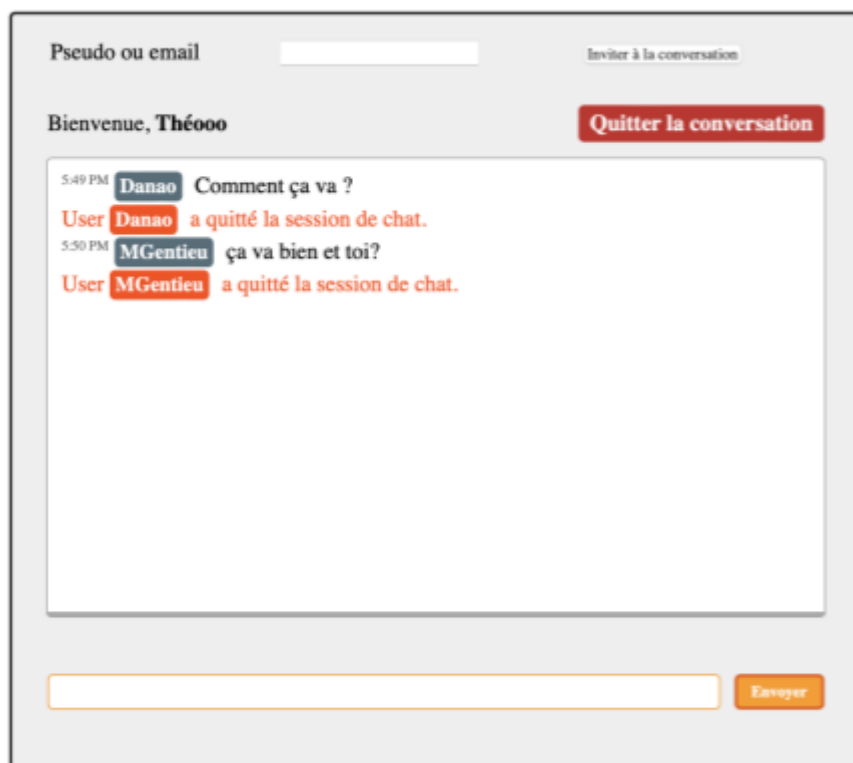 Pseudo ou email Inviter à la conversation
Bienvenue, Théooo Quitter la conversation
5:49 PM Danao Comment ça va ?
User Danao a quitté la session de chat.
5:50 PM MGentieu ça va bien et toi?
User MGentieu a quitté la session de chat.
Envoyer